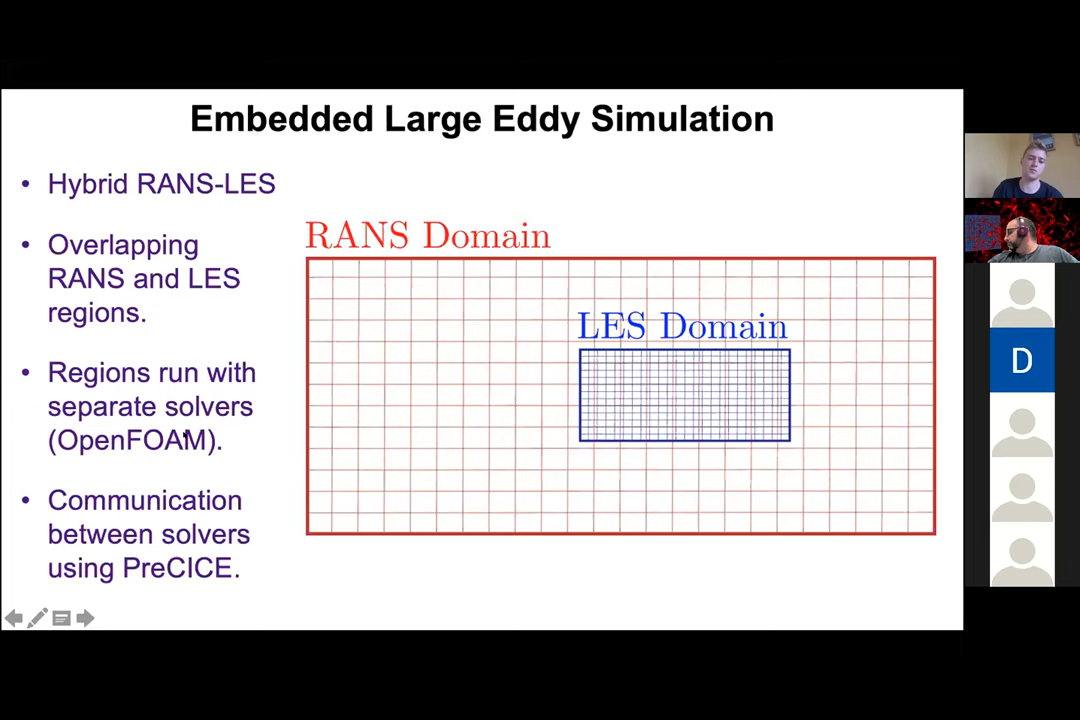 Embedded Large Eddy Simulation
• Hybrid RANS-LES
• Overlapping
RANS and LES
regions.
• Regions run with
separate solvers
(OpenFOAM).
• Communication
between solvers
using PreCICE.
RANS Domain
LES Domain
D